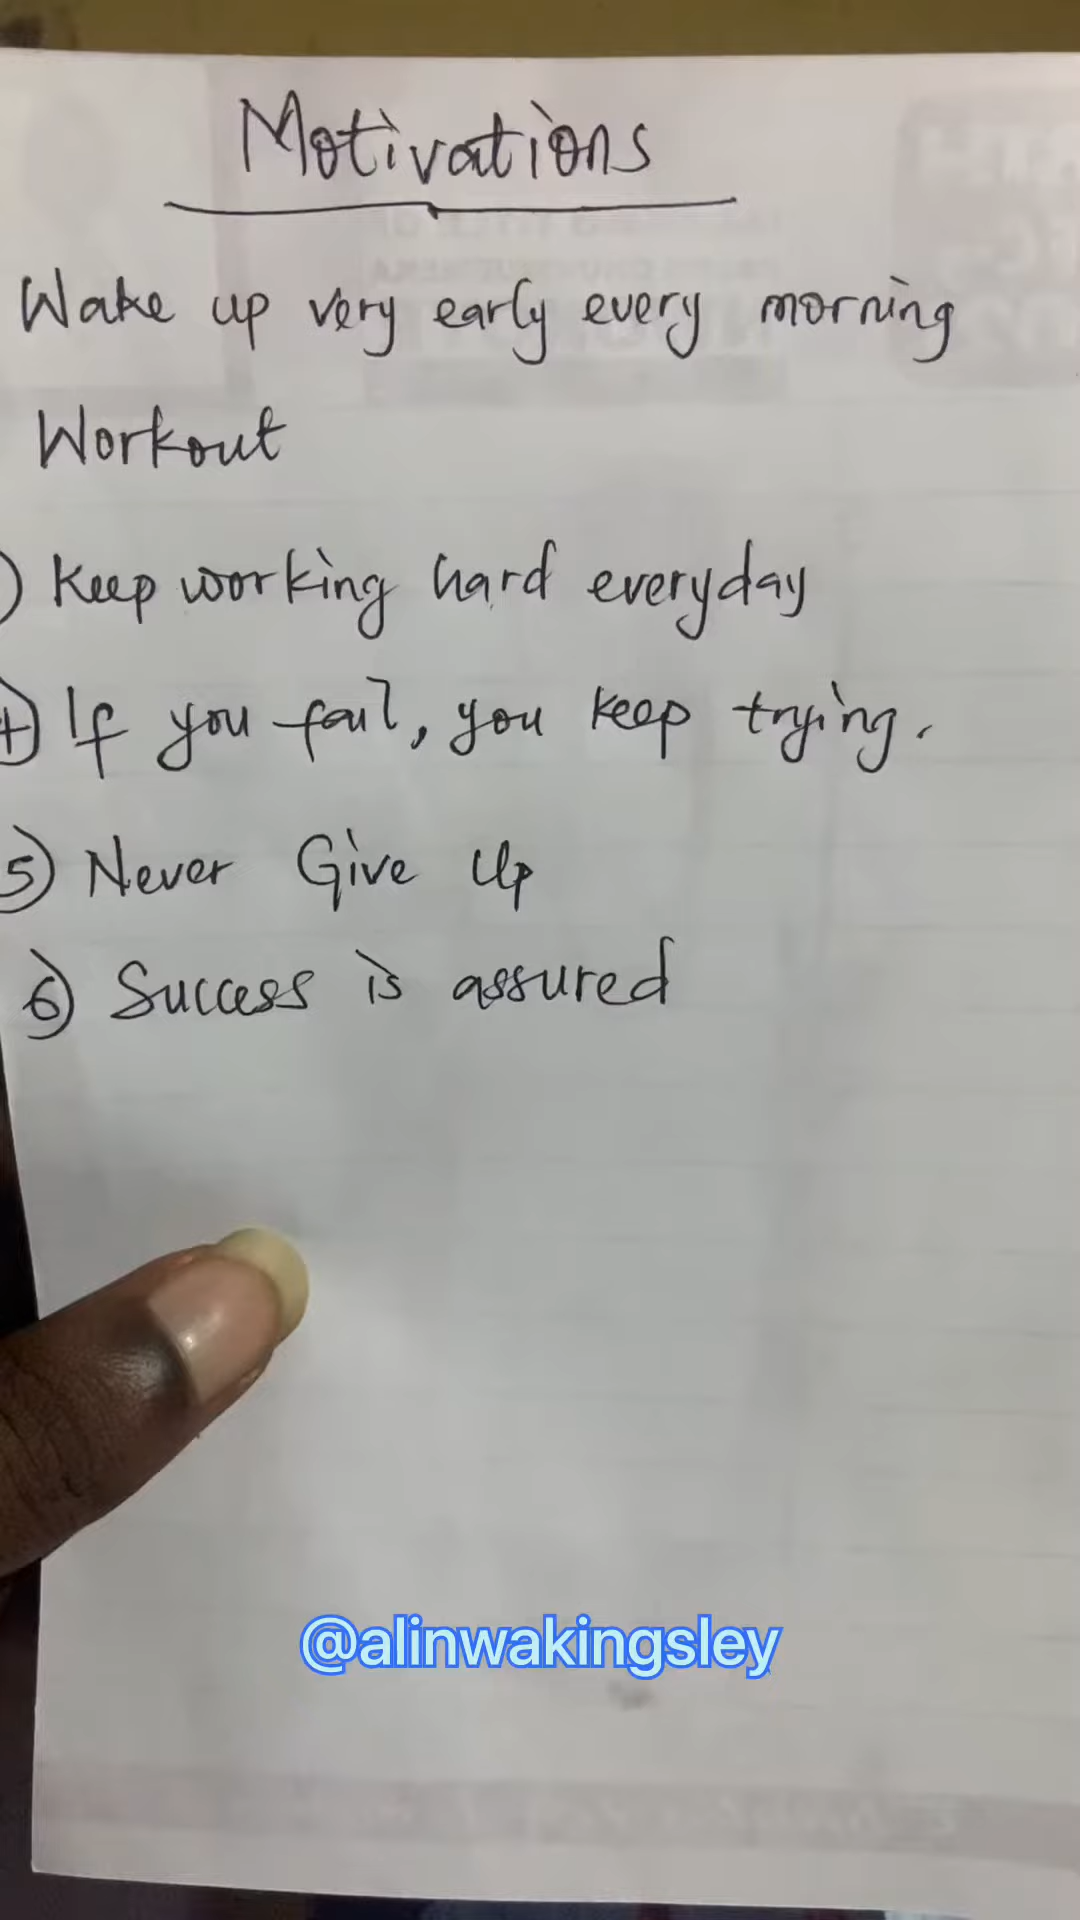 Motivations
Wake up very early every morning
Workout
) Keep working hard everyday
4) If you fail, you keep trying.
5) Never Give Up
6) Success is assured
@alinwakingsley